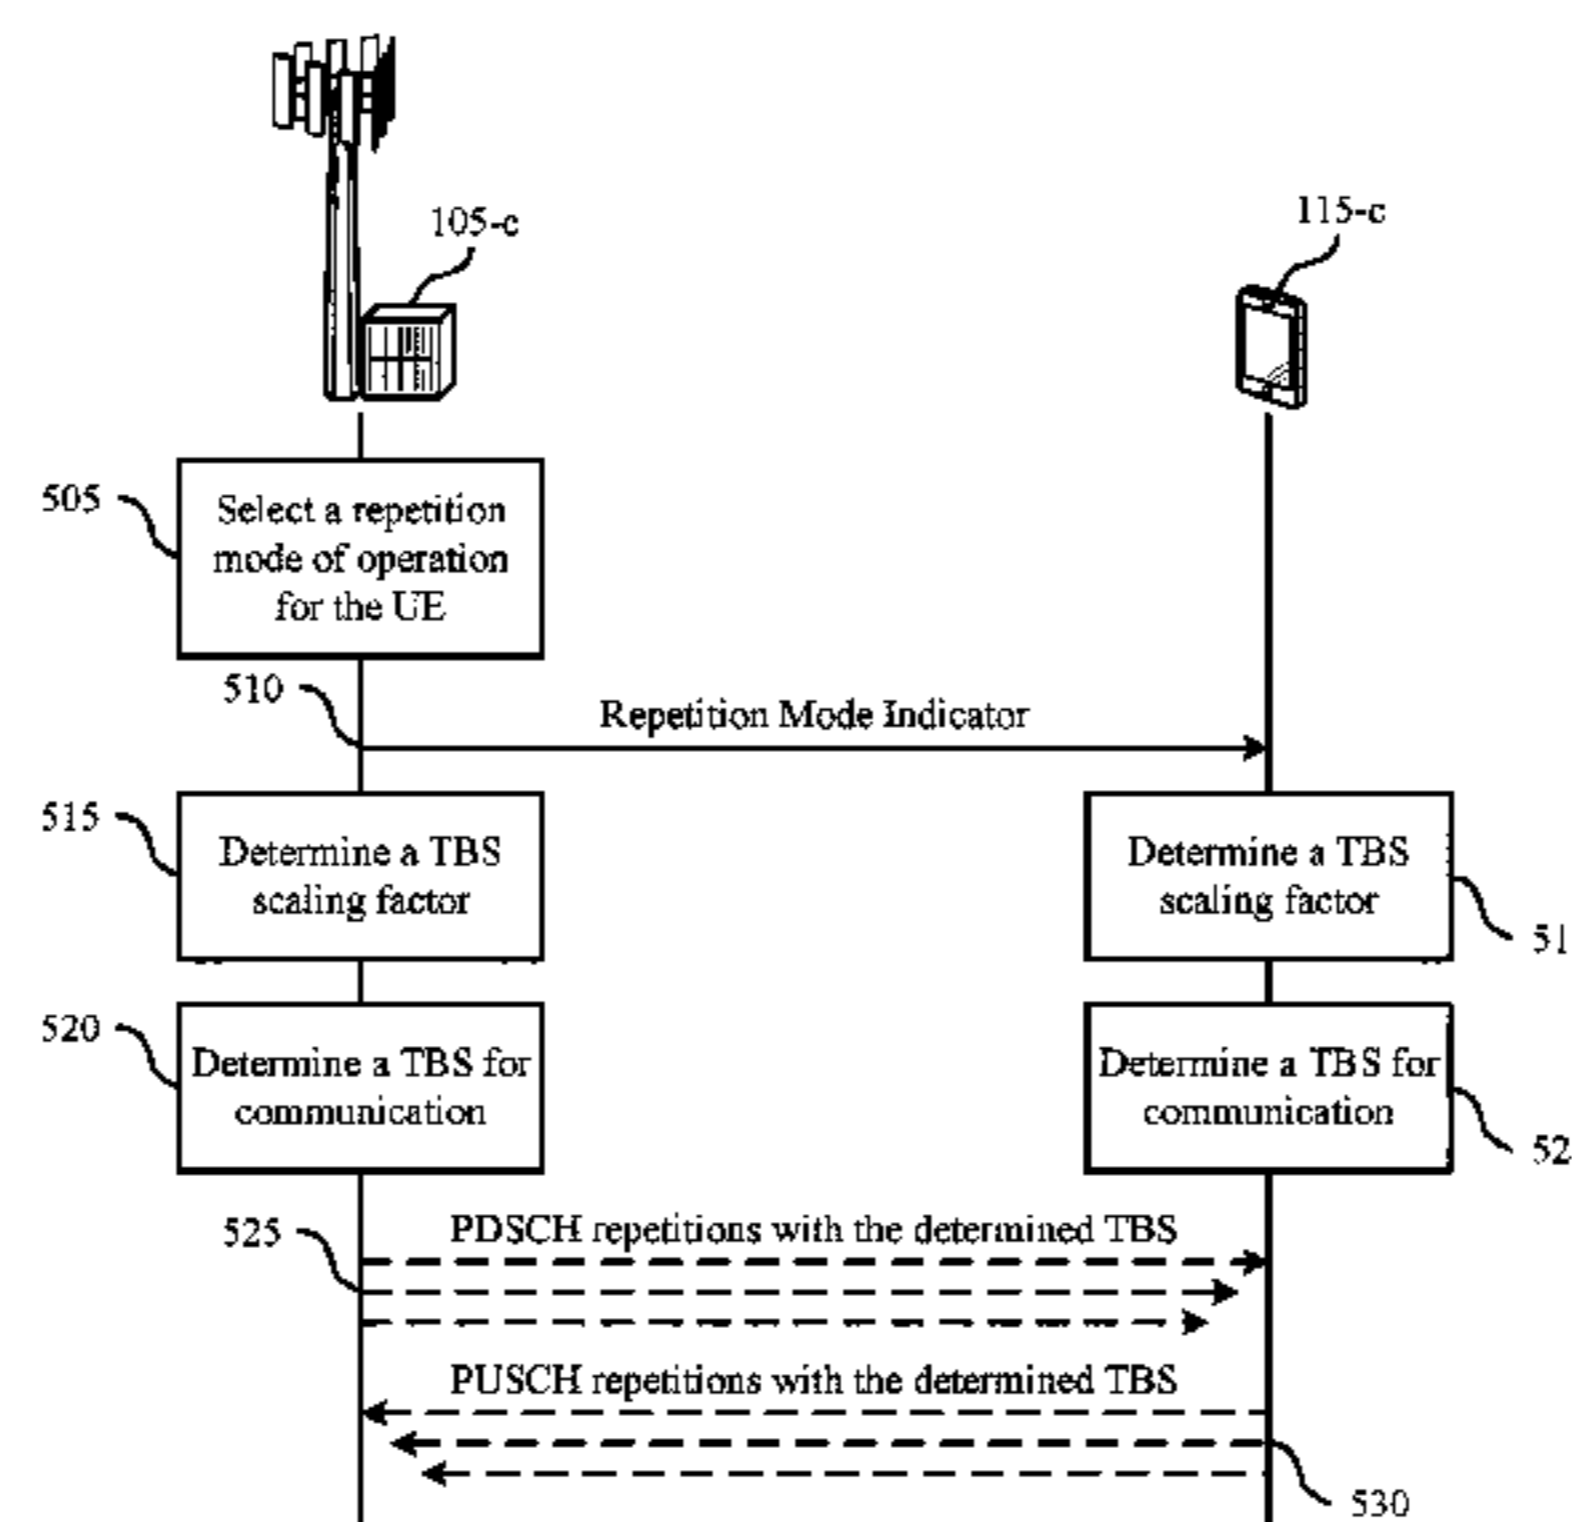 105-c
115-c
505
Select a repetition
mode of operation
for the UE
510
Repetition Mode Indicator
515
Determine a TBS
scaling factor
Determine a TBS
scaling factor
51
520
Determine a TBS for
communication
Determine a TBS for
communication
52
525
PDSCH repetitions with the determined TBS
PUSCH repetitions with the determined TBS
530